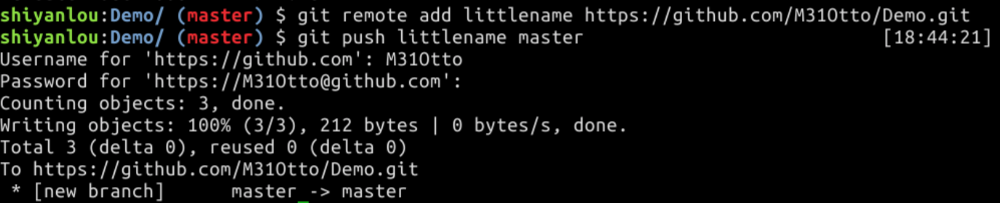 shiyanlou:Demo/ (master) $ git remote add littlename https://github.com/M31Otto/Demo.git
shiyanlou:Demo/ (master) $ git push littlename master [18:44:21]
Username for 'https://github.com': M31Otto
Password for 'https://M31Otto@github.com':
Counting objects: 3, done.
Writing objects: 100% (3/3), 212 bytes | 0 bytes/s, done.
Total 3 (delta 0), reused 0 (delta 0)
To https://github.com/M31Otto/Demo.git
 * [new branch]      master -> master